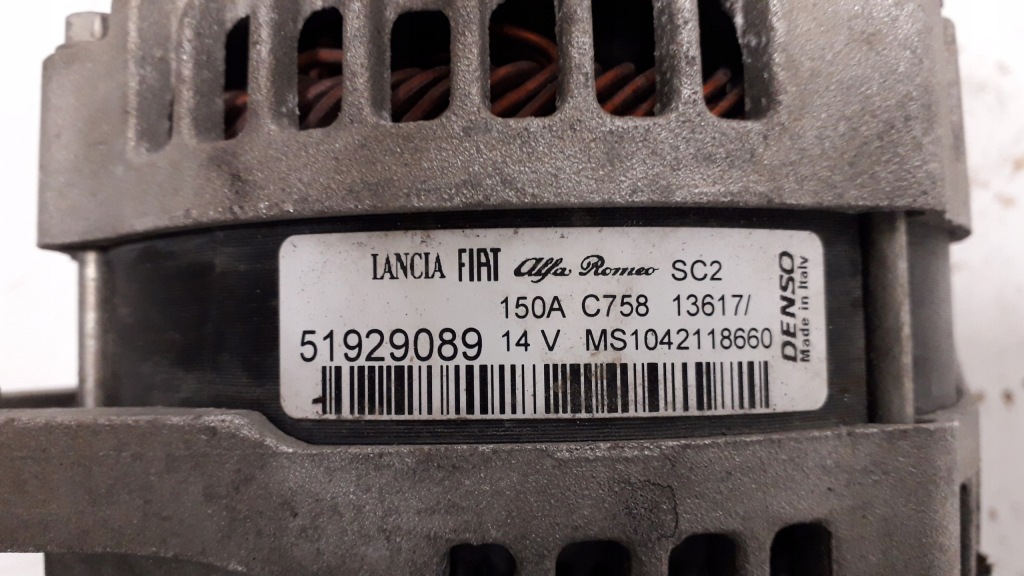 LANCIA FIAT Alfa Romeo SC2
150A C758 13617/
51929089 14 V MS1042118660
DENSO
Made in Italy